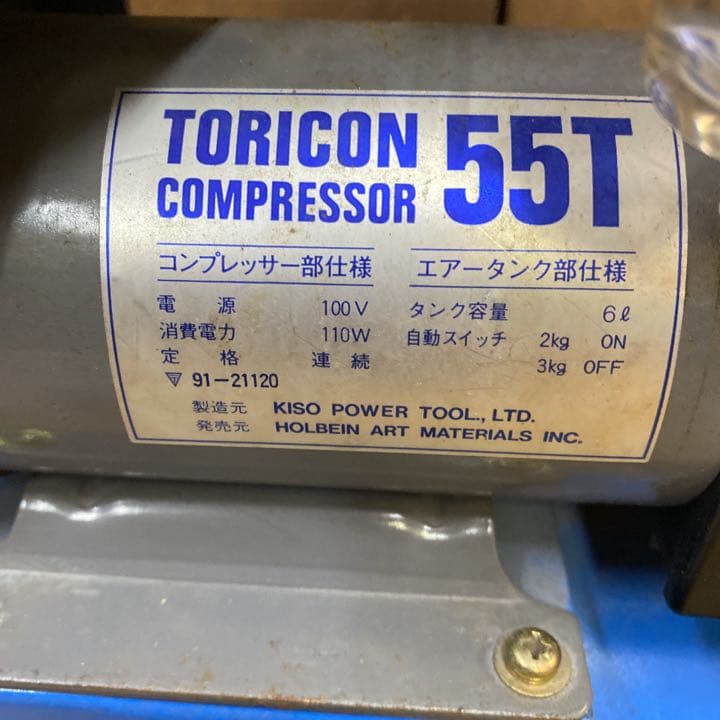 TORICON
COMPRESSOR 55T
コンプレッサー部仕様
電源 100V
消費電力 110W
定格 連続
▽〒 91-21120
エアータンク部仕様
タンク容量 6ℓ
自動スイッチ 2kg ON
3kg OFF
製造元 KISO POWER TOOL., LTD.
発売元 HOLBEIN ART MATERIALS INC.